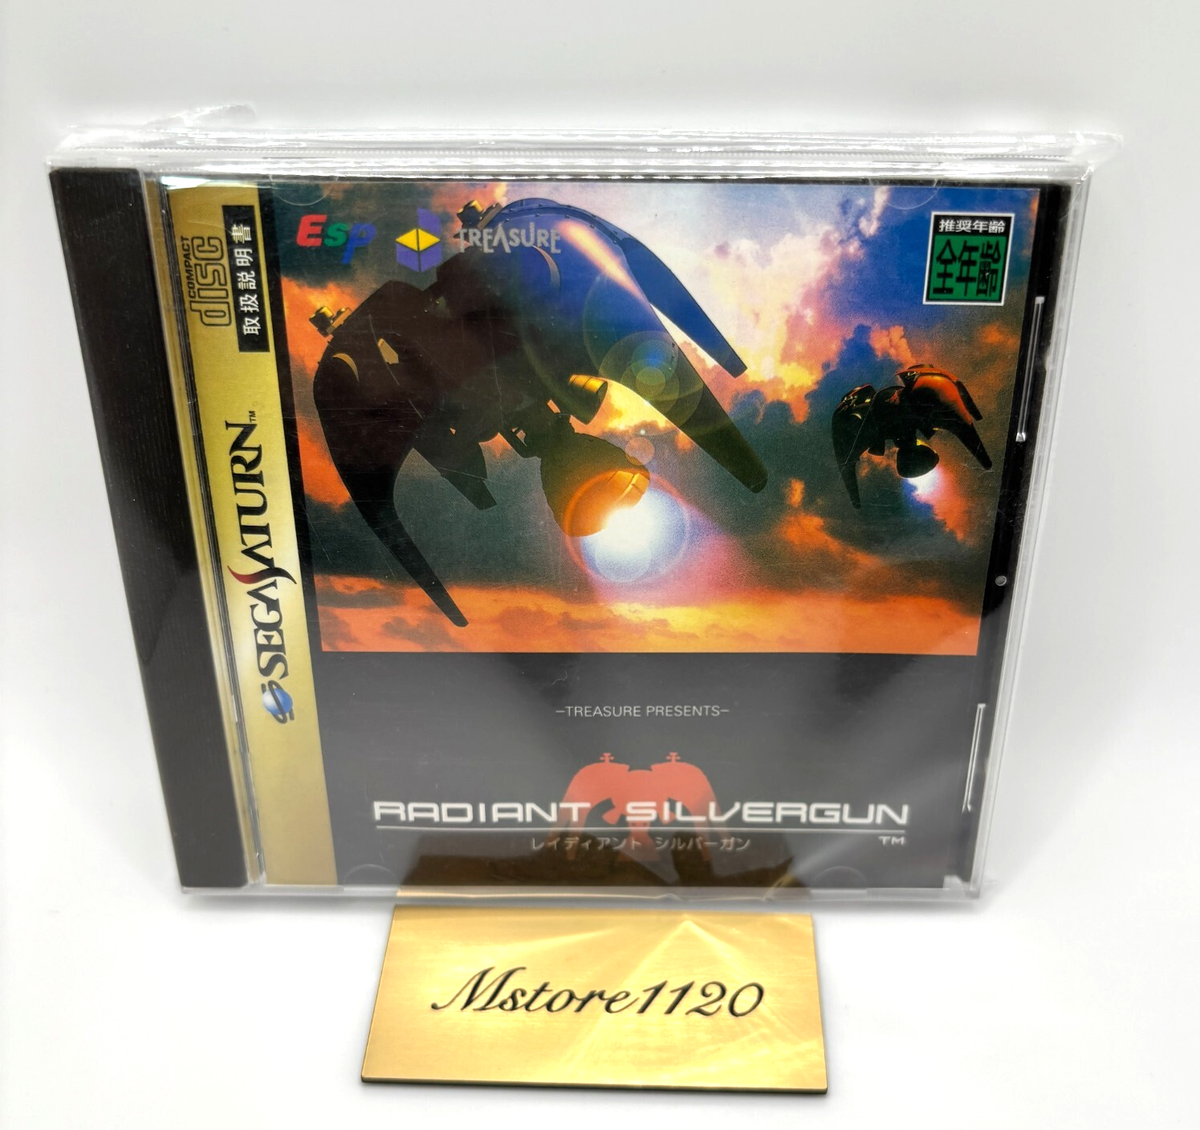 COMPACT
disc
取扱説明書
SEGA SATURN™
Esp
TREASURE
推奨年齢
全年齢
–TREASURE PRESENTS–
RADIANT SILVERGUN
TM
レイディアント シルバーガン
Mstore1120